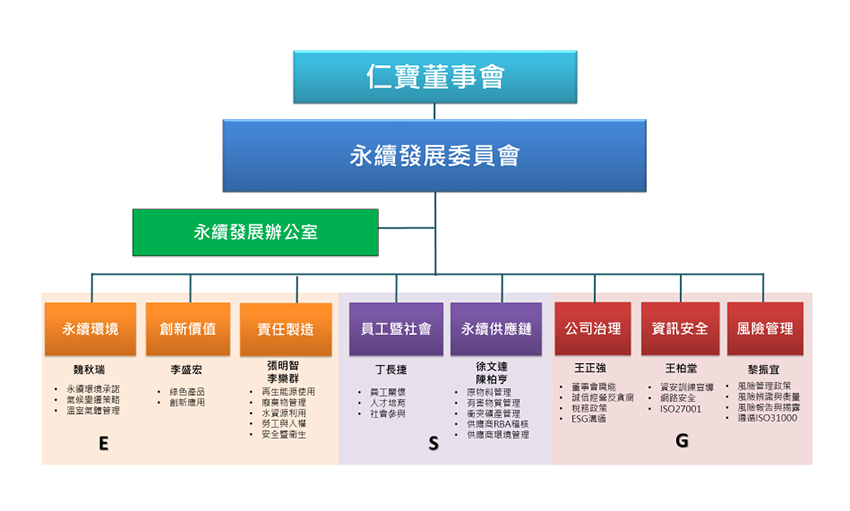 仁寶董事會
永續發展委員會
永續發展辦公室
永續環境
魏秋瑞
• 永續環境承諾
• 氣候變遷策略
• 溫室氣體管理
創新價值
李盛宏
• 綠色產品
• 創新應用
責任製造
張明智
李樂群
• 再生能源使用
• 廢棄物管理
• 水資源利用
• 勞工與人權
• 安全暨衛生
E
員工暨社會
丁長捷
• 員工關懷
• 人才培育
• 社會參與
永續供應鏈
徐文達
陳柏亨
• 原物料管理
• 有害物質管理
• 衝突礦產管理
• 供應商RBA稽核
• 供應商環境管理
S
公司治理
王正強
• 董事會職能
• 誠信經營反貪腐
• 稅務政策
• ESG溝通
資訊安全
王柏堂
• 資安訓練宣導
• 網路安全
• ISO27001
風險管理
黎振宜
• 風險管理政策
• 風險辨識與衡量
• 風險報告與揭露
• 遵循ISO31000
G